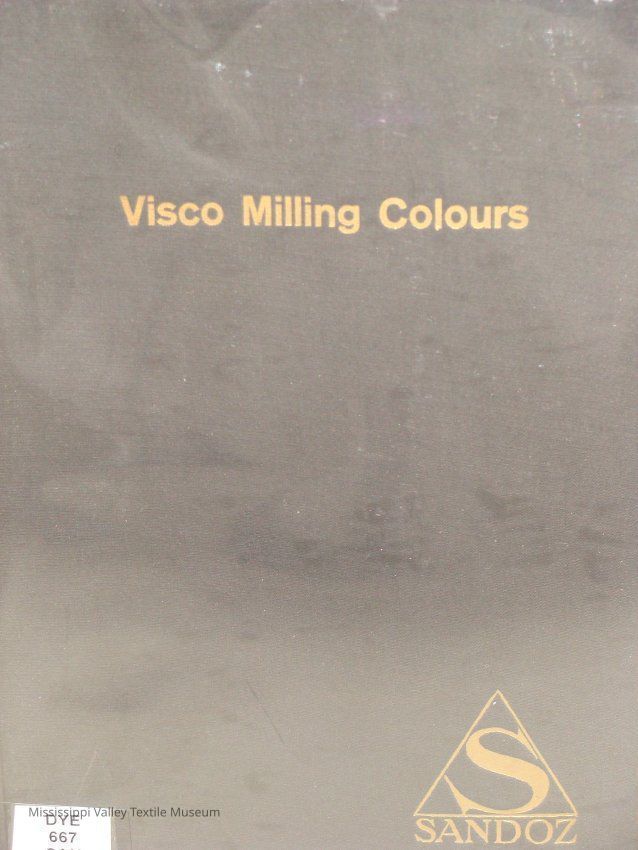 Visco Milling Colours
S
SANDOZ
Mississippi Valley Textile Museum
DYE
667